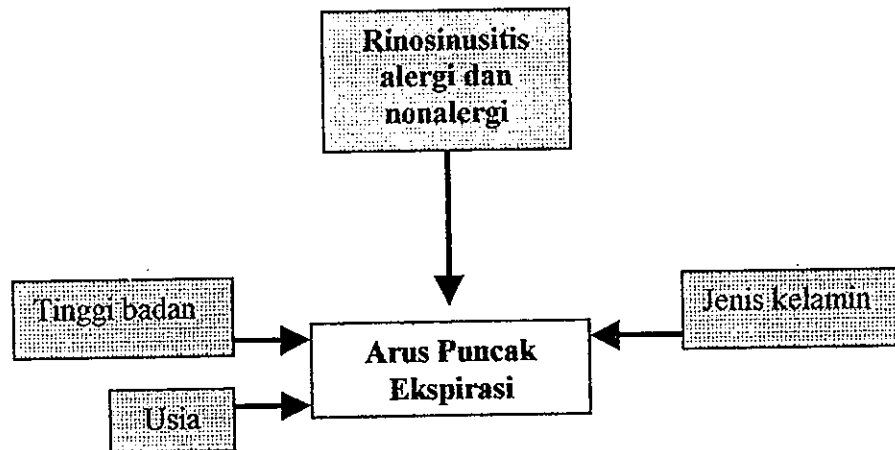 Rinosinusitis
alergi dan
nonalergi
Tinggi badan
Jenis kelamin
Arus Puncak
Ekspirasi
Usia